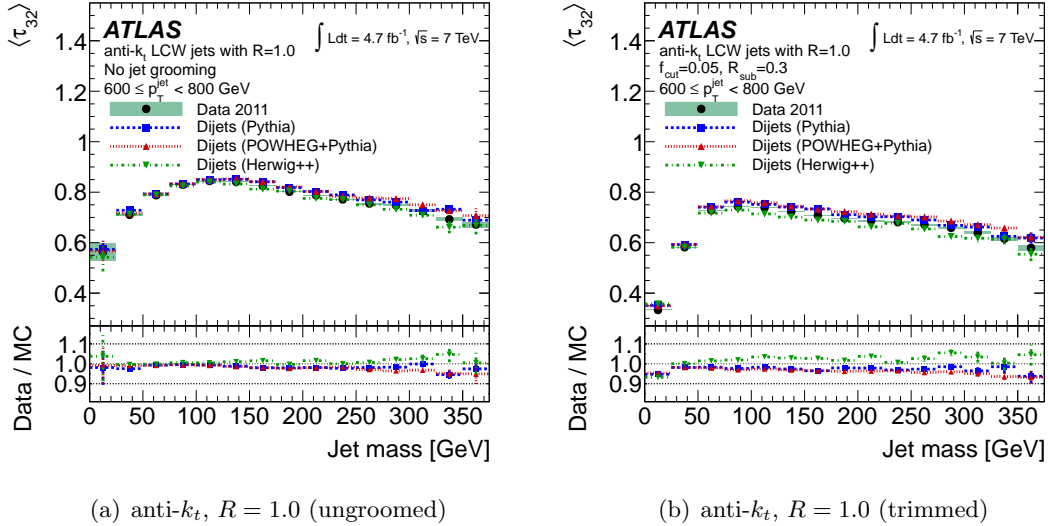 ⟨τ32⟩
1.4
1.2
1
0.8
0.6
0.4
ATLAS
∫ Ldt = 4.7 fb⁻¹, √s = 7 TeV
anti-kt LCW jets with R=1.0
No jet grooming
600 ≤ pT^jet < 800 GeV
Data 2011
Dijets (Pythia)
Dijets (POWHEG+Pythia)
Dijets (Herwig++)
Data / MC
1.1
1.0
0.9
0 50 100 150 200 250 300 350
Jet mass [GeV]
(a) anti-kt, R = 1.0 (ungroomed)
⟨τ32⟩
1.4
1.2
1
0.8
0.6
0.4
ATLAS
∫ Ldt = 4.7 fb⁻¹, √s = 7 TeV
anti-kt LCW jets with R=1.0
fcut=0.05, Rsub=0.3
600 ≤ pT^jet < 800 GeV
Data 2011
Dijets (Pythia)
Dijets (POWHEG+Pythia)
Dijets (Herwig++)
Data / MC
1.1
1.0
0.9
0 50 100 150 200 250 300 350
Jet mass [GeV]
(b) anti-kt, R = 1.0 (trimmed)